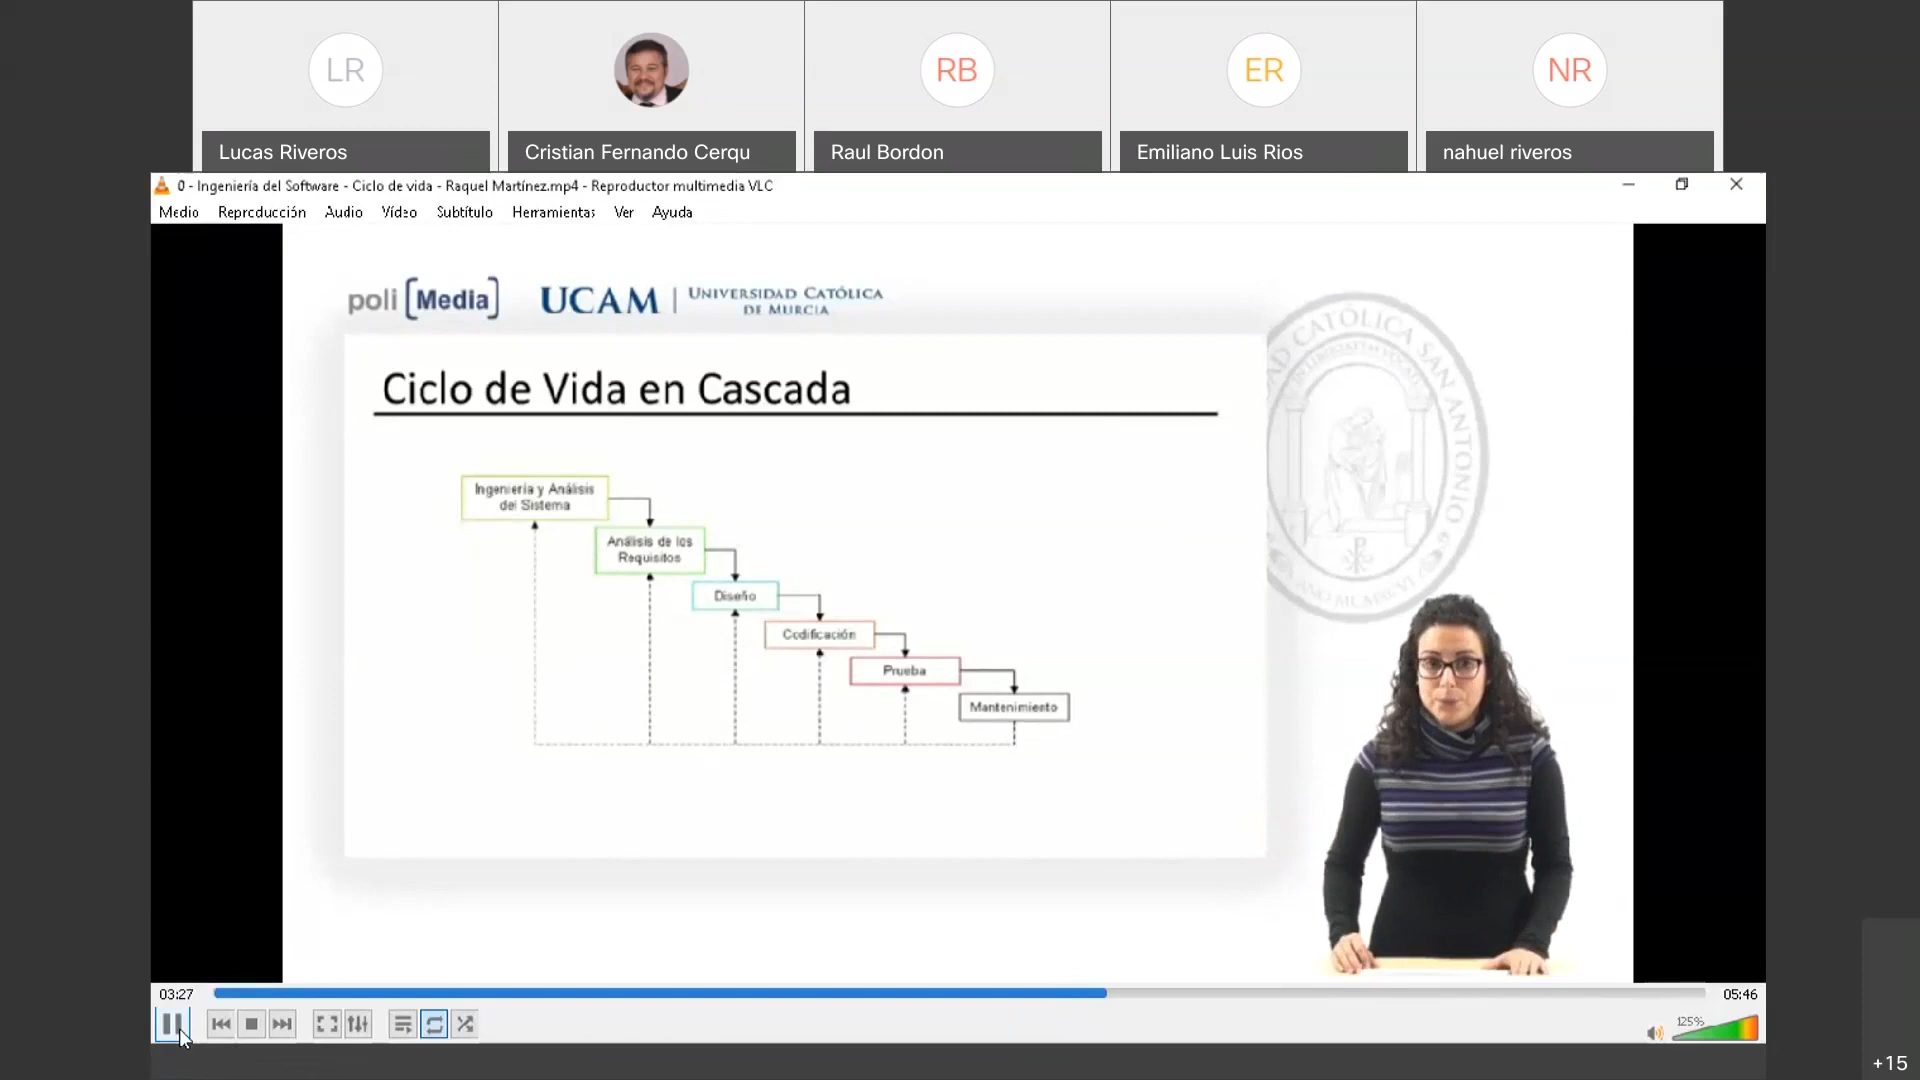 LR
RB
ER
NR
Lucas Riveros
Cristian Fernando Cerqu
Raul Bordon
Emiliano Luis Rios
nahuel riveros
0 - Ingeniería del Software - Ciclo de vida - Raquel Martínez.mp4 - Reproductor multimedia VLC
Medio Reproducción Audio Vídeo Subtítulo Herramientas Ver Ayuda
poli [Media]
UCAM | UNIVERSIDAD CATÓLICA
DE MURCIA
Ciclo de Vida en Cascada
Ingeniería y Análisis
del Sistema
Análisis de los
Requisitos
Diseño
Codificación
Prueba
Mantenimiento
CATÓLICA SAN ANTONIO
03:27
05:46
125%
+15